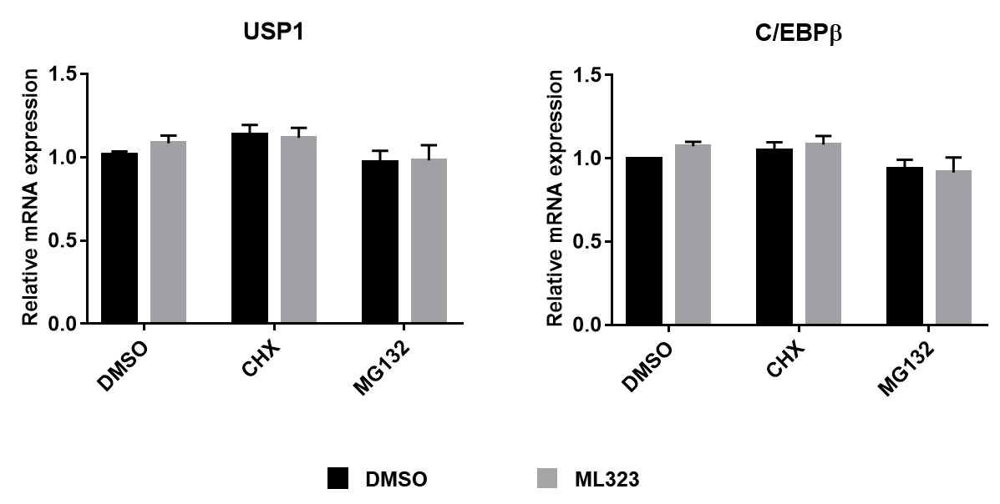 USP1
Relative mRNA expression
1.5
1.0
0.5
0.0
DMSO
CHX
MG132
C/EBPβ
Relative mRNA expression
1.5
1.0
0.5
0.0
DMSO
CHX
MG132
DMSO
ML323